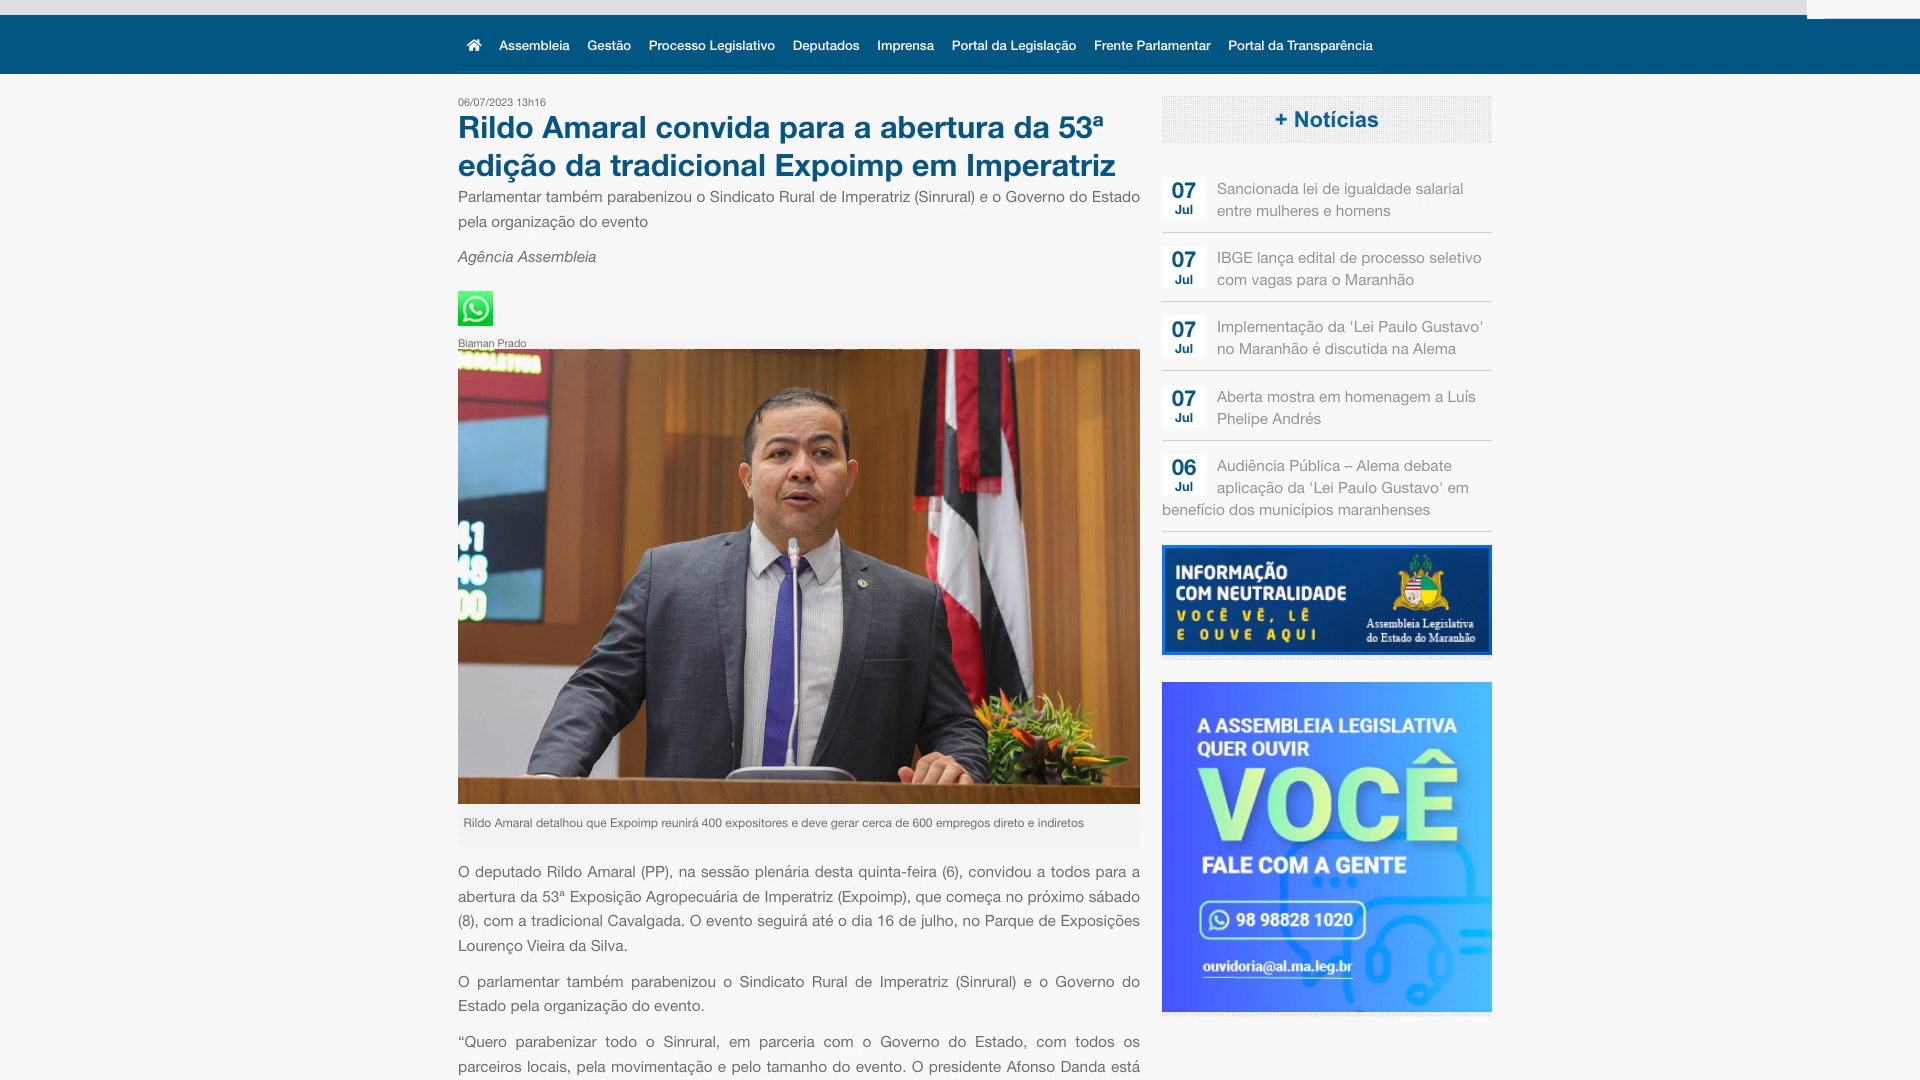 Assembleia Gestão Processo Legislativo Deputados Imprensa Portal da Legislação Frente Parlamentar Portal da Transparência
06/07/2023 13h16
Rildo Amaral convida para a abertura da 53ª
edição da tradicional Expoimp em Imperatriz
Parlamentar também parabenizou o Sindicato Rural de Imperatriz (Sinrural) e o Governo do Estado
pela organização do evento
Agência Assembleia
Biaman Prado
41
48
00
Rildo Amaral detalhou que Expoimp reunirá 400 expositores e deve gerar cerca de 600 empregos direto e indiretos
O deputado Rildo Amaral (PP), na sessão plenária desta quinta-feira (6), convidou a todos para a
abertura da 53ª Exposição Agropecuária de Imperatriz (Expoimp), que começa no próximo sábado
(8), com a tradicional Cavalgada. O evento seguirá até o dia 16 de julho, no Parque de Exposições
Lourenço Vieira da Silva.
O parlamentar também parabenizou o Sindicato Rural de Imperatriz (Sinrural) e o Governo do
Estado pela organização do evento.
“Quero parabenizar todo o Sinrural, em parceria com o Governo do Estado, com todos os
parceiros locais, pela movimentação e pelo tamanho do evento. O presidente Afonso Danda está
+ Notícias
07
Jul
Sancionada lei de igualdade salarial
entre mulheres e homens
07
Jul
IBGE lança edital de processo seletivo
com vagas para o Maranhão
07
Jul
Implementação da 'Lei Paulo Gustavo'
no Maranhão é discutida na Alema
07
Jul
Aberta mostra em homenagem a Luís
Phelipe Andrés
06
Jul
Audiência Pública – Alema debate
aplicação da 'Lei Paulo Gustavo' em
benefício dos municípios maranhenses
INFORMAÇÃO
COM NEUTRALIDADE
VOCÊ VÊ, LÊ
E OUVE AQUI
Assembleia Legislativa
do Estado do Maranhão
A ASSEMBLEIA LEGISLATIVA
QUER OUVIR
VOCÊ
FALE COM A GENTE
98 98828 1020
ouvidoria@al.ma.leg.br